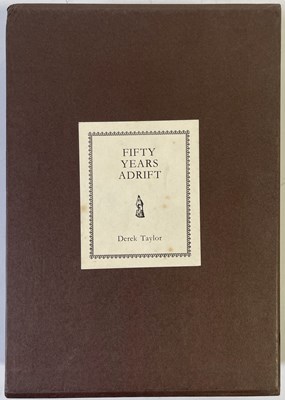 FIFTY
YEARS
ADRIFT
Derek Taylor